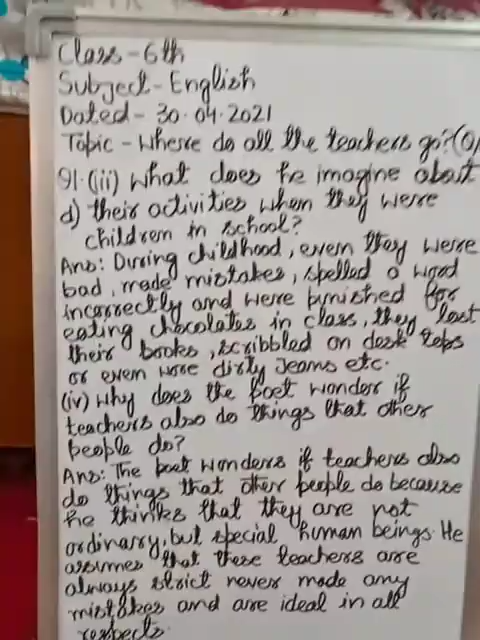 Class-6th
Subject-English
Dated-30.04.2021
Topic-Where do all the teachers go?(Q/
Q1.(iii) What does he imagine about
d) their activities when they were
children in school?
Ans: During childhood, even they were
bad, made mistakes, spelled a word
incorrectly and were punished for
eating chocolates in class, they lost
their books, scribbled on desk tops
or even wore dirty Jeans etc.
(iv) Why does the Poet wonder if
teachers also do things that other
people do?
Ans: The poet wonders if teachers also
do things that other people do because
he thinks that they are not
ordinary, but special human beings. He
assumes that these teachers are
always strict never made any
mistakes and are ideal in all
respects.